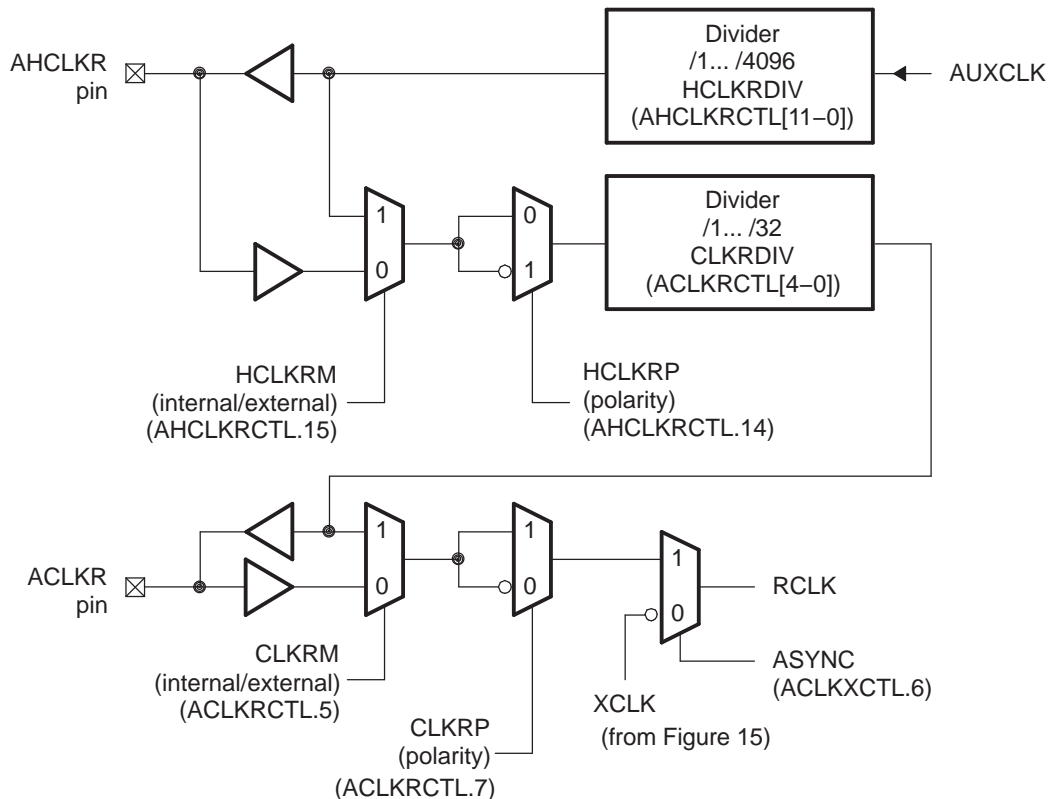 Divider
/1... /4096
HCLKRDIV
(AHCLKRCTL[11−0])
AHCLKR
pin
AUXCLK
Divider
/1... /32
CLKRDIV
(ACLKRCTL[4−0])
1
0
0
1
HCLKRM
(internal/external)
(AHCLKRCTL.15)
HCLKRP
(polarity)
(AHCLKRCTL.14)
ACLKR
pin
1
0
1
0
1
0
RCLK
CLKRM
(internal/external)
(ACLKRCTL.5)
ASYNC
(ACLKXCTL.6)
XCLK
(from Figure 15)
CLKRP
(polarity)
(ACLKRCTL.7)